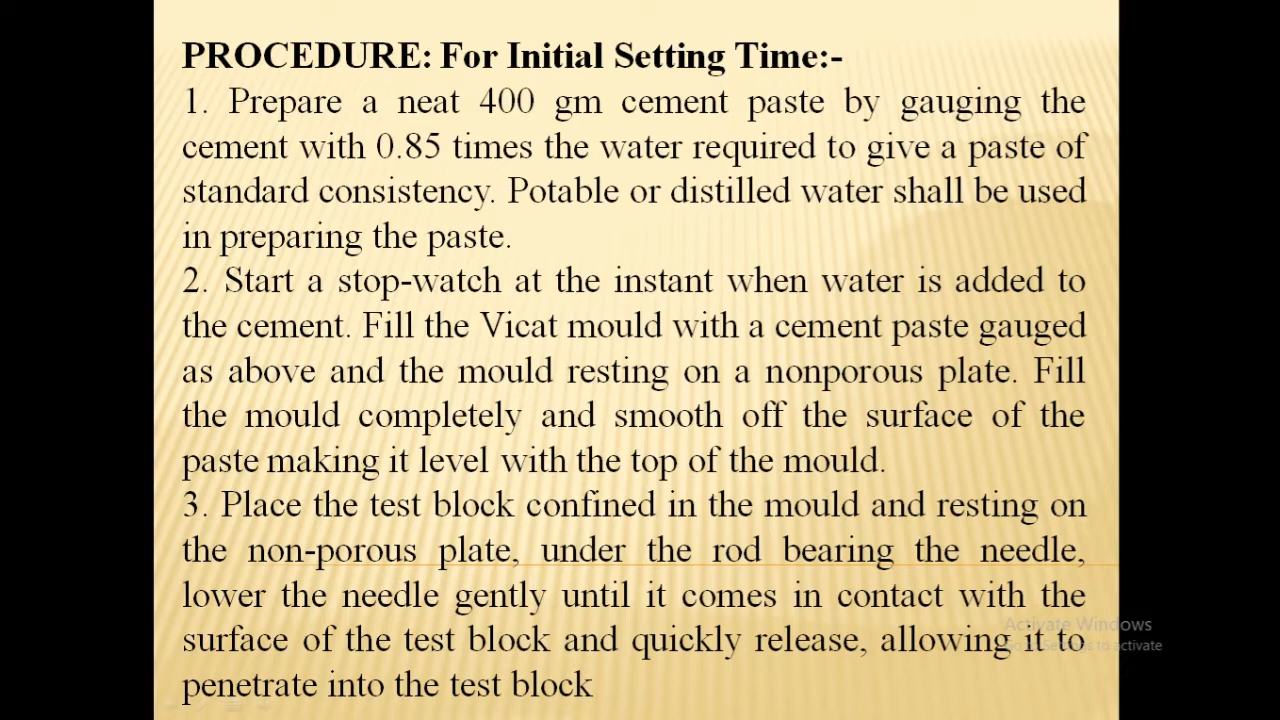 PROCEDURE: For Initial Setting Time:-
1. Prepare a neat 400 gm cement paste by gauging the
cement with 0.85 times the water required to give a paste of
standard consistency. Potable or distilled water shall be used
in preparing the paste.
2. Start a stop-watch at the instant when water is added to
the cement. Fill the Vicat mould with a cement paste gauged
as above and the mould resting on a nonporous plate. Fill
the mould completely and smooth off the surface of the
paste making it level with the top of the mould.
3. Place the test block confined in the mould and resting on
the non-porous plate, under the rod bearing the needle,
lower the needle gently until it comes in contact with the
surface of the test block and quickly release, allowing it to
penetrate into the test block
Activate Windows
Go to Settings to activate